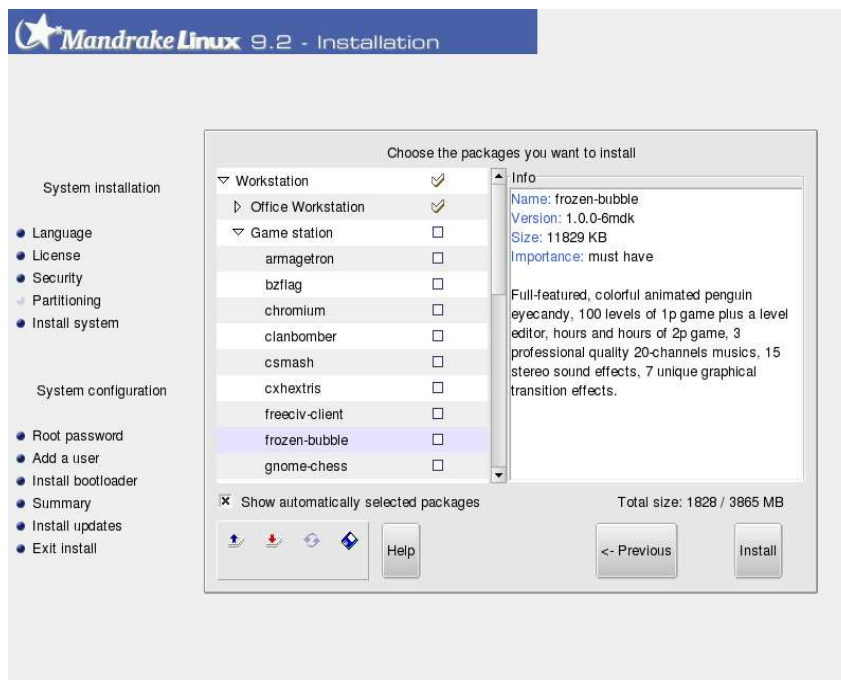 Mandrake Linux 9.2 - Installation
System installation
Language
License
Security
Partitioning
Install system
System configuration
Root password
Add a user
Install bootloader
Summary
Install updates
Exit install
Choose the packages you want to install
Workstation
Office Workstation
Game station
armagetron
bzflag
chromium
clanbomber
csmash
cxhextris
freeciv-client
frozen-bubble
gnome-chess
Info
Name: frozen-bubble
Version: 1.0.0-6mdk
Size: 11829 KB
Importance: must have
Full-featured, colorful animated penguin
eyecandy, 100 levels of 1p game plus a level
editor, hours and hours of 2p game, 3
professional quality 20-channels musics, 15
stereo sound effects, 7 unique graphical
transition effects.
Show automatically selected packages
Total size: 1828 / 3865 MB
Help
<- Previous
Install